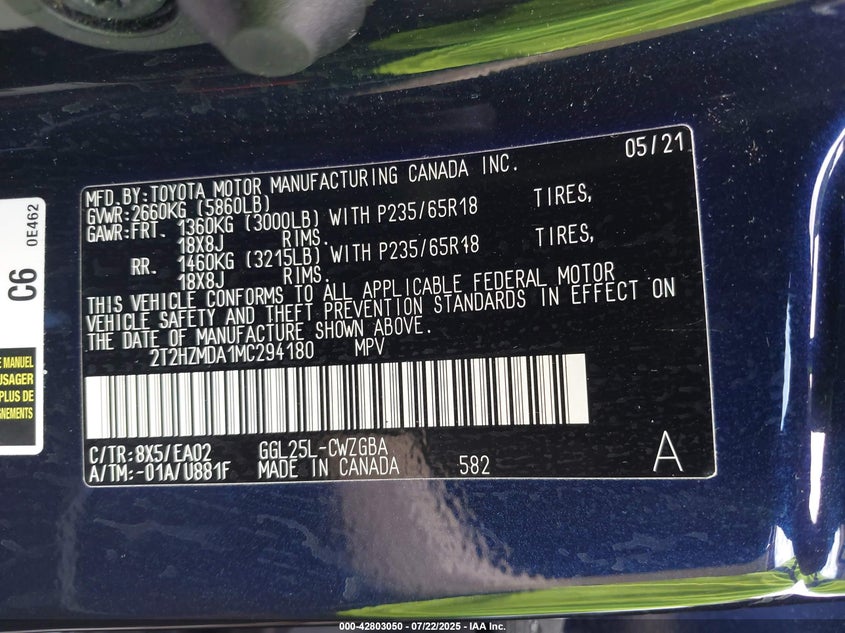 05/21
MFD.BY:TOYOTA MOTOR MANUFACTURING CANADA INC.
GVWR:2660KG (5860LB)
GAWR:FRT. 1360KG (3000LB) WITH P235/65R18 TIRES,
18X8J RIMS.
RR. 1460KG (3215LB) WITH P235/65R18 TIRES,
18X8J RIMS.
THIS VEHICLE CONFORMS TO ALL APPLICABLE FEDERAL MOTOR
VEHICLE SAFETY AND THEFT PREVENTION STANDARDS IN EFFECT ON
THE DATE OF MANUFACTURE SHOWN ABOVE.
2T2HZMDA1MC294180 MPV
C/TR:8X5/EA02 GGL25L-CWZGBA
A/TM:-01A/U881F MADE IN CANADA 582 A
C6
0E462
MANUEL
USAGER
PLUS DE
000-42803050 - 07/22/2025 - IAA Inc.